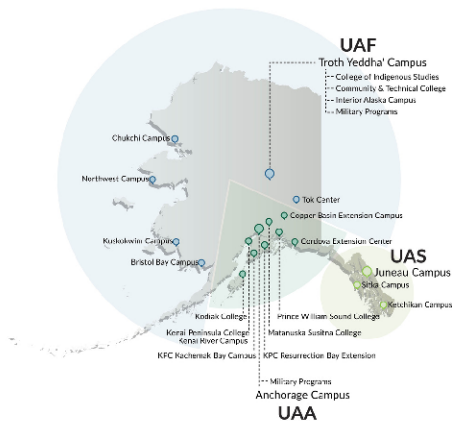 UAF
Troth Yeddha' Campus
College of Indigenous Studies
Community & Technical College
Interior Alaska Campus
Military Programs
Chukchi Campus
Northwest Campus
Tok Center
Copper Basin Extension Campus
Kuskokwim Campus
Cordova Extension Center
Bristol Bay Campus
UAS
Juneau Campus
Sitka Campus
Ketchikan Campus
Kodiak College
Prince William Sound College
Kenai Peninsula College
Kenai River Campus
Matanuska Susitna College
KPC Kachemak Bay Campus
KPC Resurrection Bay Extension
Military Programs
Anchorage Campus
UAA